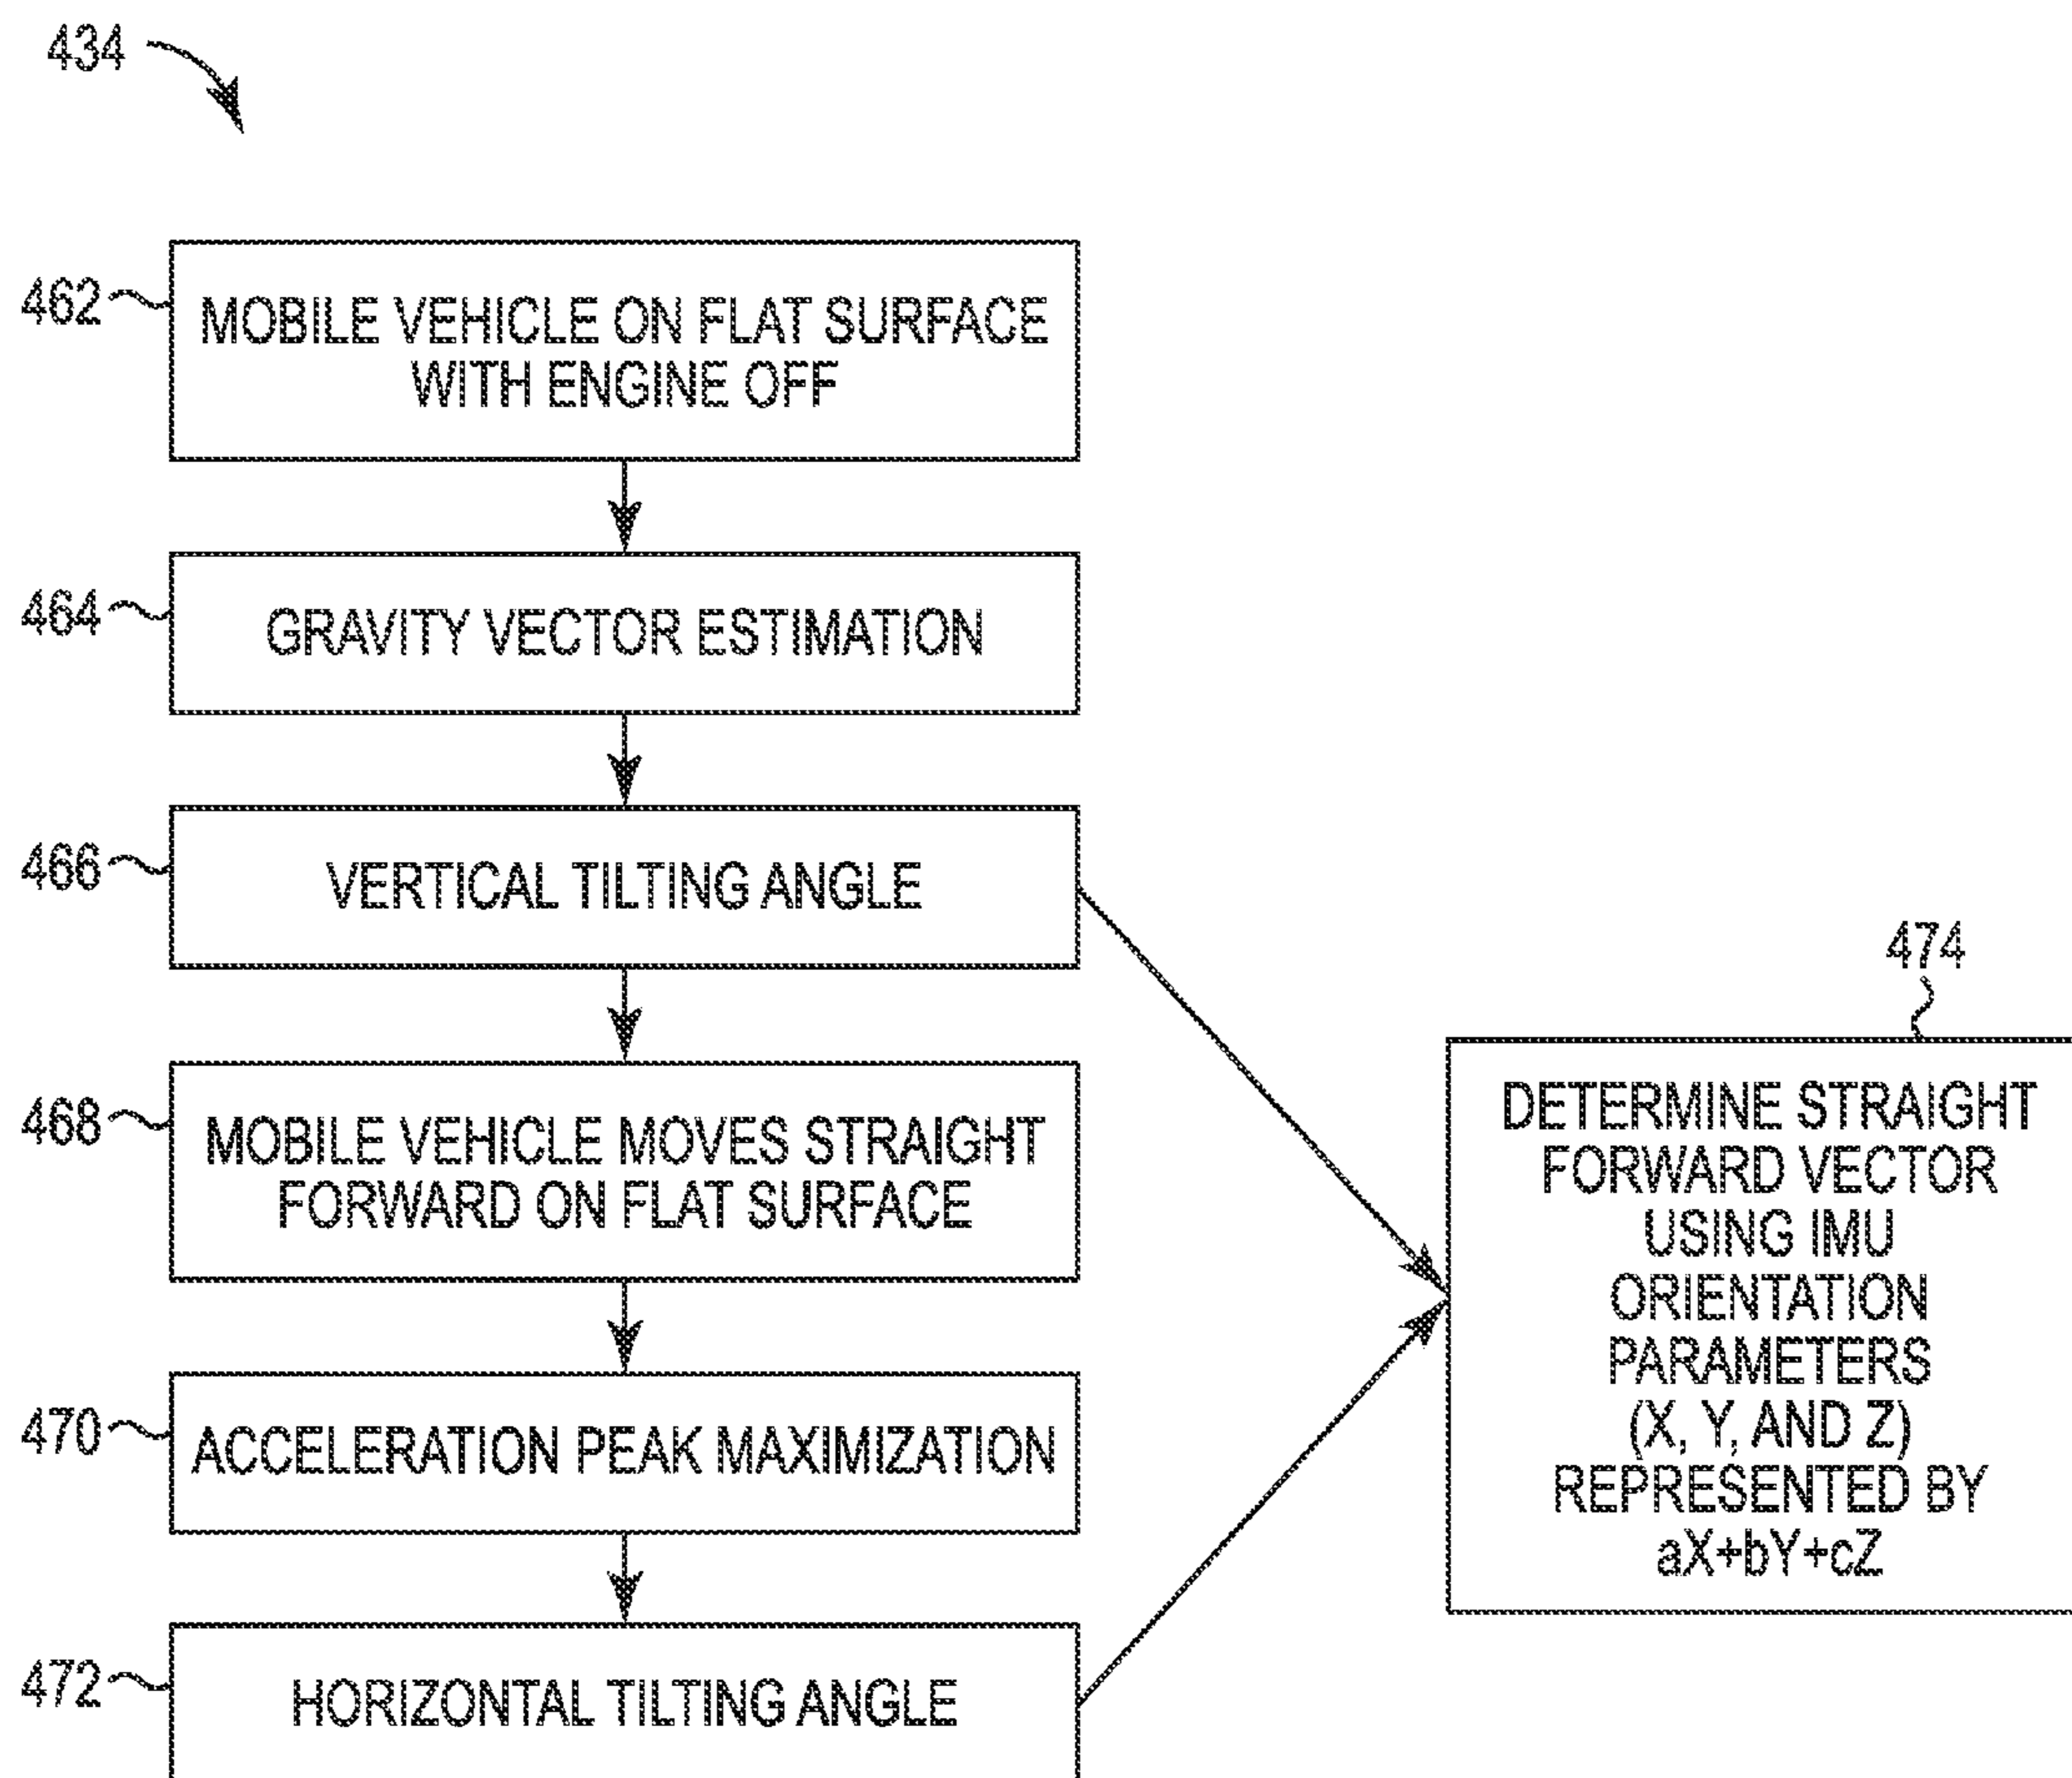 434
462
MOBILE VEHICLE ON FLAT SURFACE
WITH ENGINE OFF
464
GRAVITY VECTOR ESTIMATION
466
VERTICAL TILTING ANGLE
468
MOBILE VEHICLE MOVES STRAIGHT
FORWARD ON FLAT SURFACE
470
ACCELERATION PEAK MAXIMIZATION
472
HORIZONTAL TILTING ANGLE
474
DETERMINE STRAIGHT
FORWARD VECTOR
USING IMU
ORIENTATION
PARAMETERS
(X, Y, AND Z)
REPRESENTED BY
aX+bY+cZ